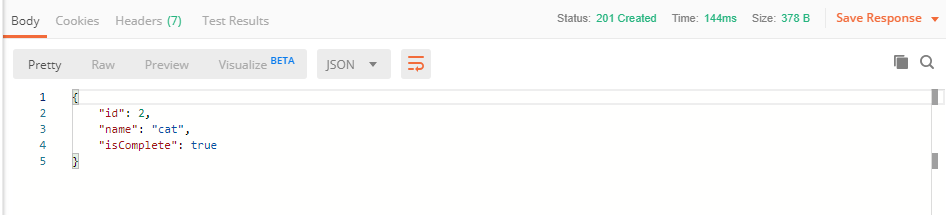 Body Cookies Headers (7) Test Results Status: 201 Created Time: 144ms Size: 378 B Save Response
Pretty Raw Preview Visualize BETA JSON
1 {
2 "id": 2,
3 "name": "cat",
4 "isComplete": true
5 }